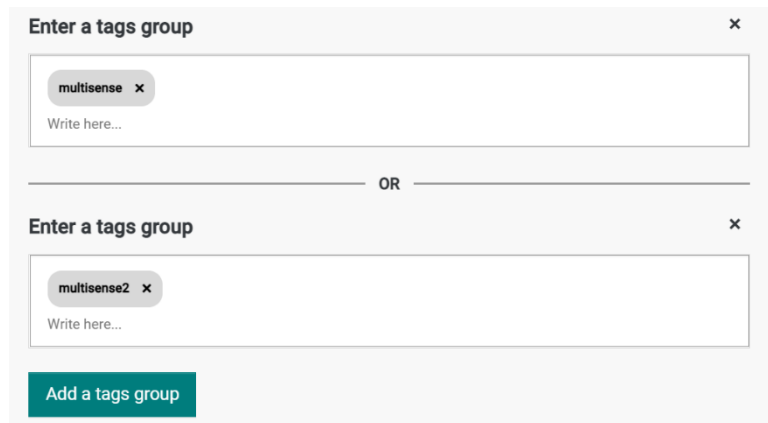 Enter a tags group ×
multisense ×
Write here...
OR
Enter a tags group ×
multisense2 ×
Write here...
Add a tags group